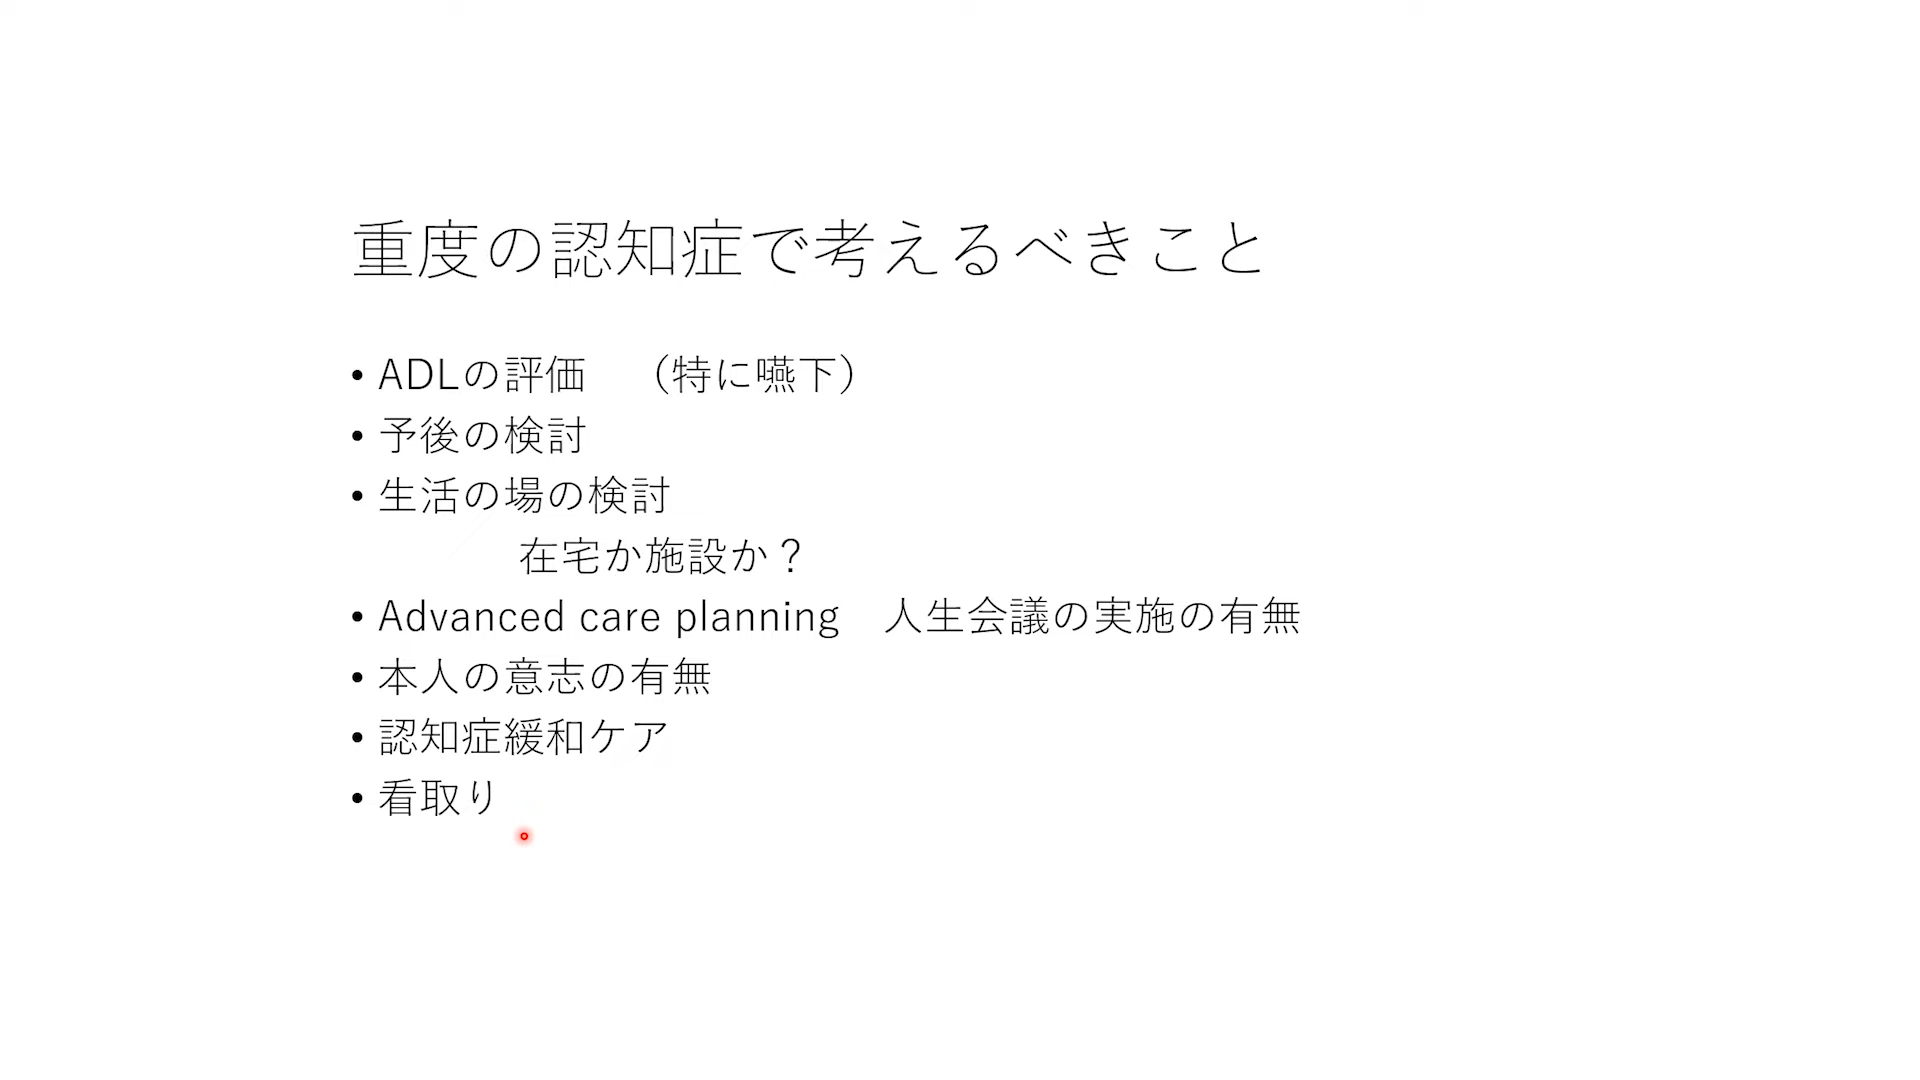 重度の認知症で考えるべきこと
• ADLの評価　（特に嚥下）
• 予後の検討
• 生活の場の検討
在宅か施設か？
• Advanced care planning　人生会議の実施の有無
• 本人の意志の有無
• 認知症緩和ケア
• 看取り